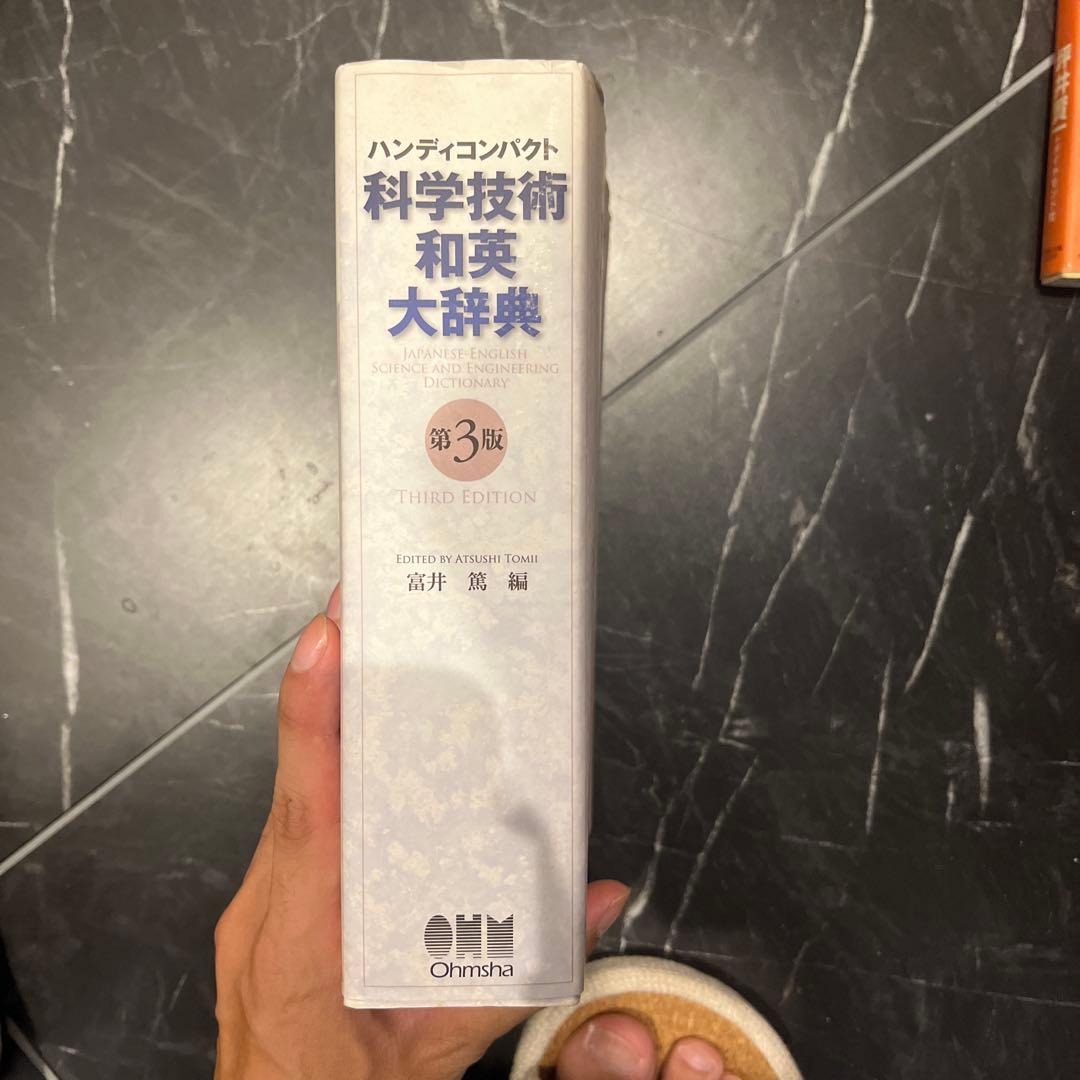 ハンディコンパクト
科学技術
和英
大辞典
JAPANESE-ENGLISH
SCIENCE AND ENGINEERING
DICTIONARY
第3版
THIRD EDITION
EDITED BY ATSUSHI TOMII
富井 篤 編
OHM
Ohmsha